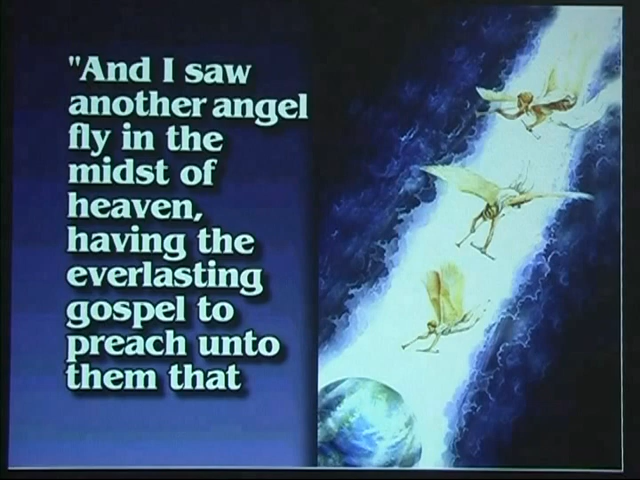 "And I saw
another angel
fly in the
midst of
heaven,
having the
everlasting
gospel to
preach unto
them that